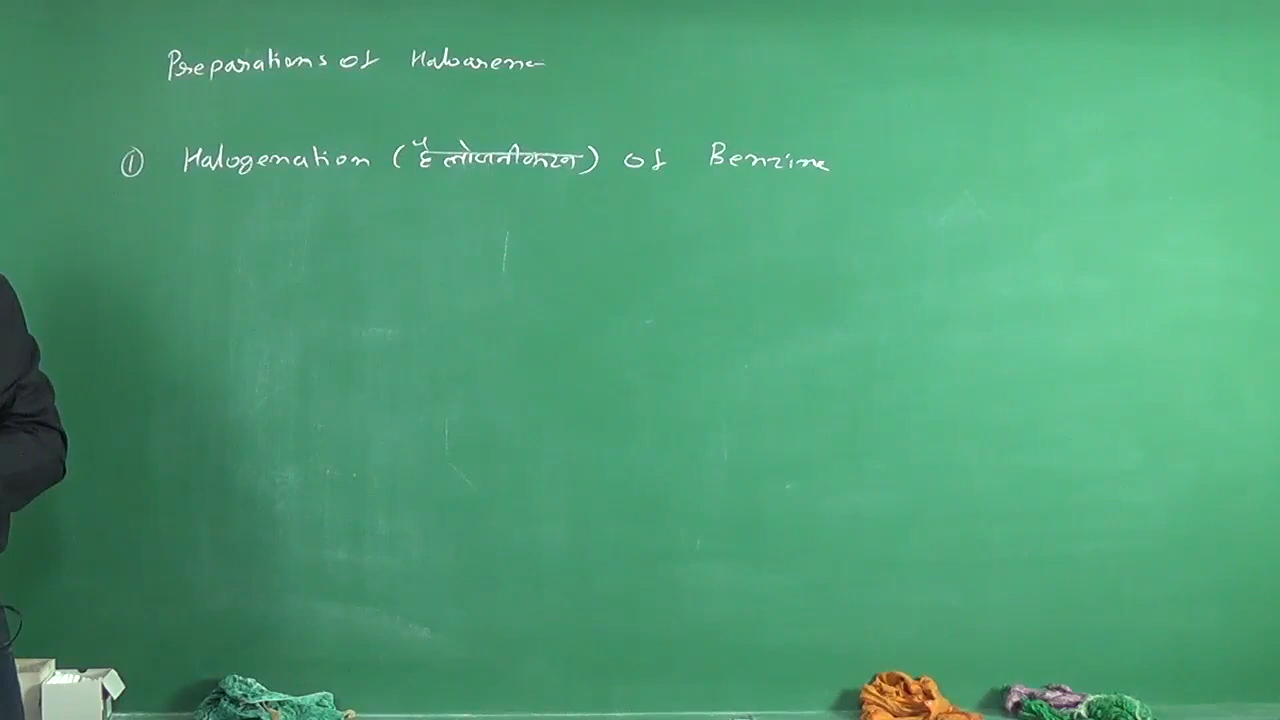 Preparations of Haloarene
① Halogenation (हैलोजनीकरण) of Benzine